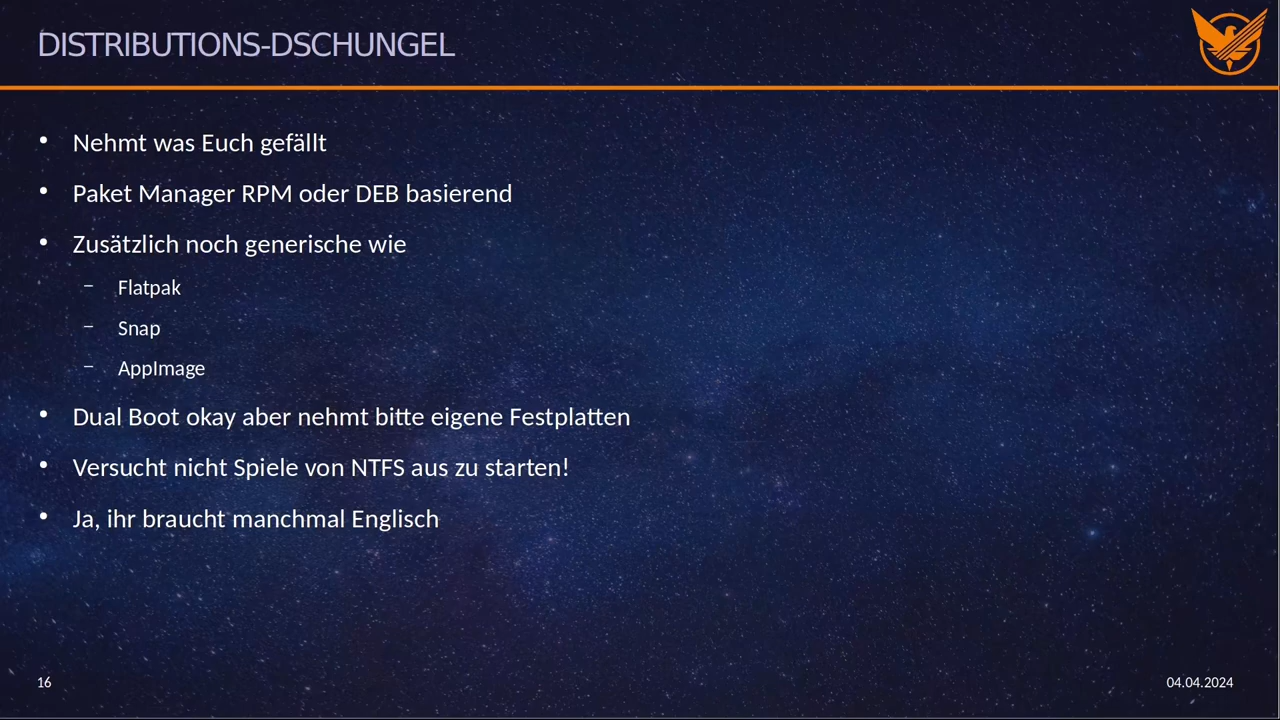 DISTRIBUTIONS-DSCHUNGEL
• Nehmt was Euch gefällt
• Paket Manager RPM oder DEB basierend
• Zusätzlich noch generische wie
– Flatpak
– Snap
– AppImage
• Dual Boot okay aber nehmt bitte eigene Festplatten
• Versucht nicht Spiele von NTFS aus zu starten!
• Ja, ihr braucht manchmal Englisch
16
04.04.2024